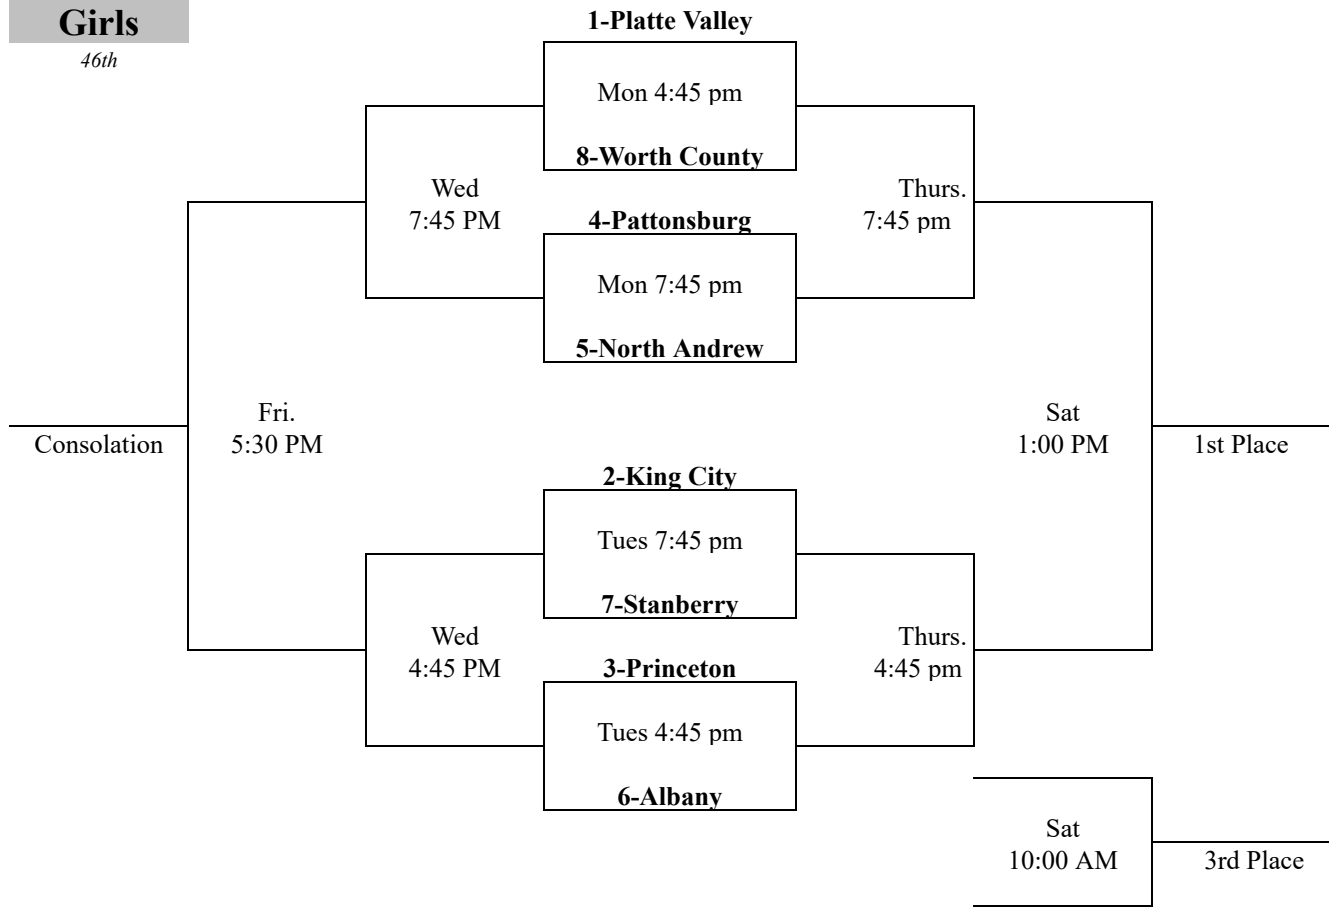 Girls
46th
1-Platte Valley
Mon 4:45 pm
8-Worth County
Wed
7:45 PM
Thurs.
7:45 pm
4-Pattonsburg
Mon 7:45 pm
5-North Andrew
Fri.
5:30 PM
Consolation
Sat
1:00 PM
1st Place
2-King City
Tues 7:45 pm
7-Stanberry
Wed
4:45 PM
Thurs.
4:45 pm
3-Princeton
Tues 4:45 pm
6-Albany
Sat
10:00 AM
3rd Place